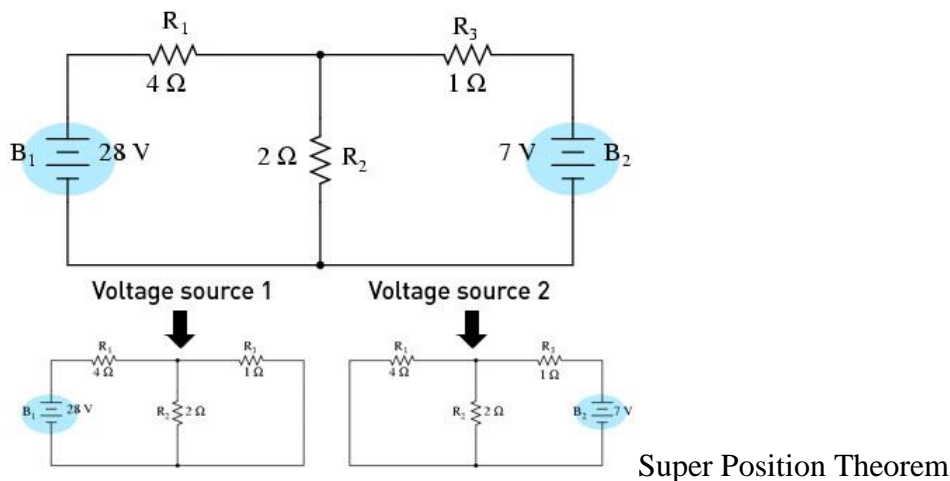 R₁
R₃
4 Ω
1 Ω
B₁
28 V
2 Ω
R₂
7 V
B₂
Voltage source 1
Voltage source 2
R₁
R₃
4 Ω
1 Ω
B₁
28 V
R₂
2 Ω
R₁
R₃
4 Ω
1 Ω
R₂
2 Ω
B₂
7 V
Super Position Theorem